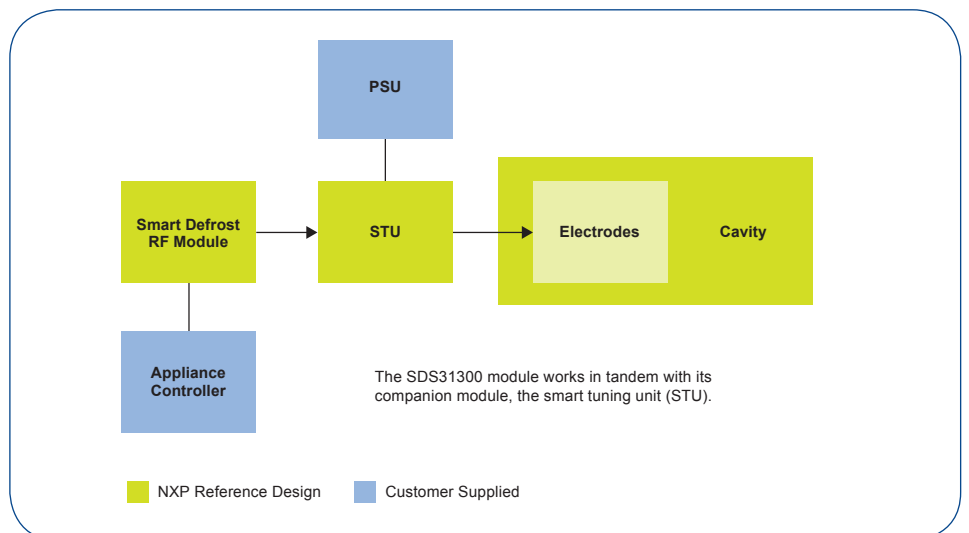 PSU
Smart Defrost
RF Module
STU
Electrodes
Cavity
Appliance
Controller
The SDS31300 module works in tandem with its
companion module, the smart tuning unit (STU).
NXP Reference Design
Customer Supplied